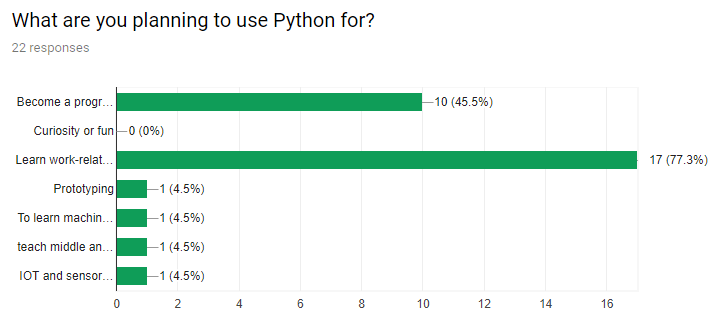 What are you planning to use Python for?
22 responses
Become a progr... 10 (45.5%)
Curiosity or fun 0 (0%)
Learn work-relat... 17 (77.3%)
Prototyping 1 (4.5%)
To learn machin... 1 (4.5%)
teach middle an... 1 (4.5%)
IOT and sensor... 1 (4.5%)
0 2 4 6 8 10 12 14 16